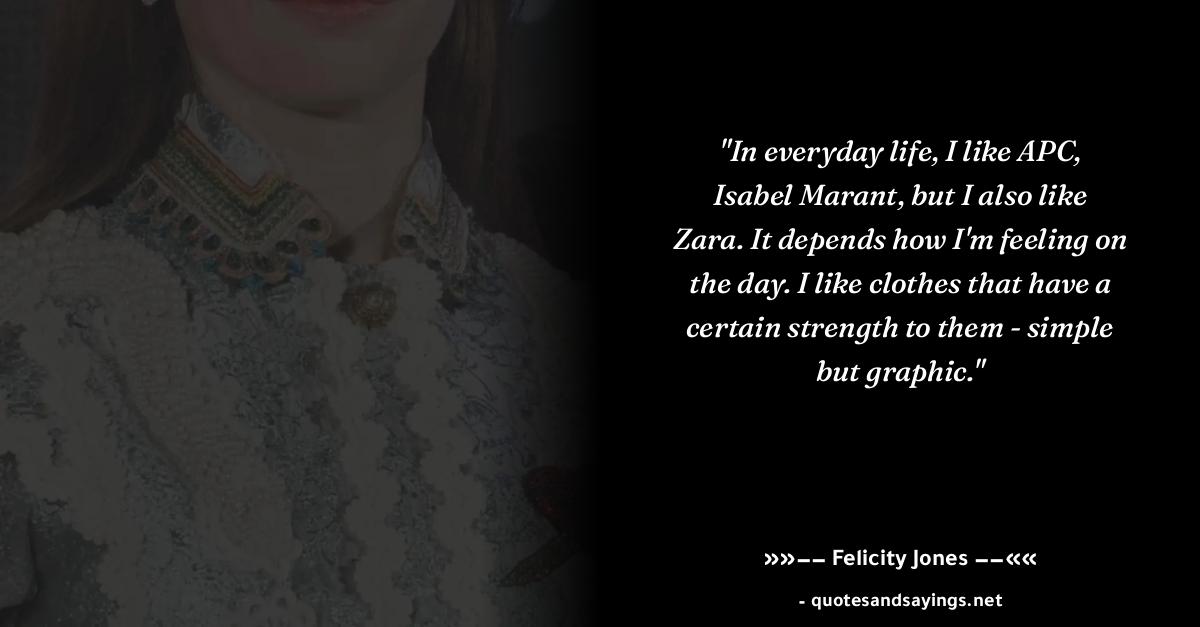 "In everyday life, I like APC,
Isabel Marant, but I also like
Zara. It depends how I'm feeling on
the day. I like clothes that have a
certain strength to them - simple
but graphic."
»»–– Felicity Jones ––««
- quotesandsayings.net